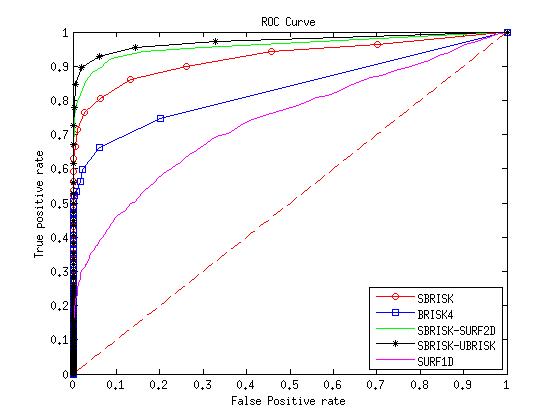 ROC Curve
1
0.9
0.8
0.7
0.6
0.5
0.4
0.3
0.2
0.1
0
True positive rate
0 0.1 0.2 0.3 0.4 0.5 0.6 0.7 0.8 0.9 1
False Positive rate
SBRISK
BRISK4
SBRISK-SURF2D
SBRISK-UBRISK
SURF1D